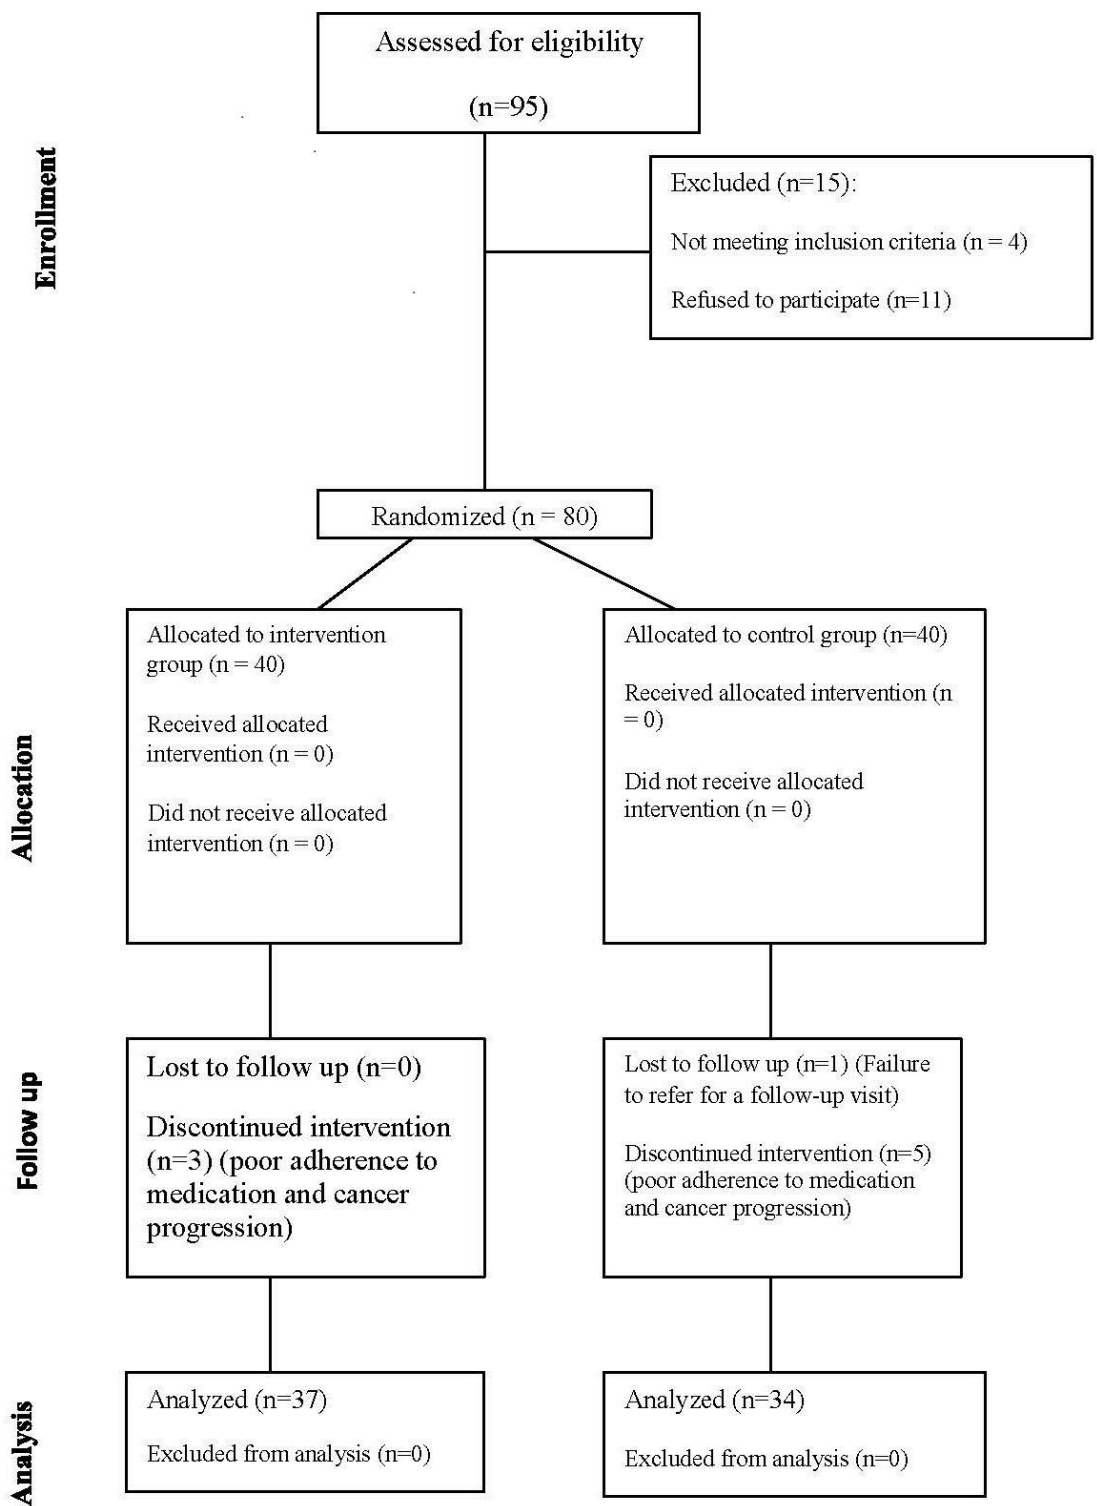 Assessed for eligibility
(n=95)
Enrollment
Excluded (n=15):
Not meeting inclusion criteria (n = 4)
Refused to participate (n=11)
Randomized (n = 80)
Allocation
Allocated to intervention
group (n = 40)
Received allocated
intervention (n = 0)
Did not receive allocated
intervention (n = 0)
Allocated to control group (n=40)
Received allocated intervention (n
= 0)
Did not receive allocated
intervention (n = 0)
Follow up
Lost to follow up (n=0)
Discontinued intervention
(n=3) (poor adherence to
medication and cancer
progression)
Lost to follow up (n=1) (Failure
to refer for a follow-up visit)
Discontinued intervention (n=5)
(poor adherence to medication
and cancer progression)
Analysis
Analyzed (n=37)
Excluded from analysis (n=0)
Analyzed (n=34)
Excluded from analysis (n=0)